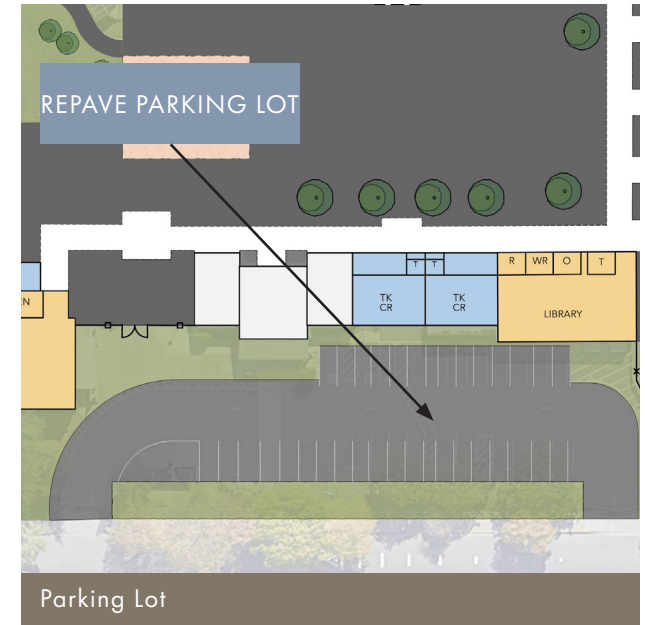 REPAVE PARKING LOT
T T
R WR O T
EN
TK
CR
TK
CR
LIBRARY
Parking Lot